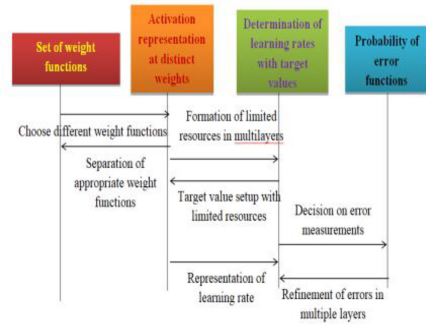 Set of weight
functions
Activation
representation
at distinct
weights
Determination of
learning rates
with target
values
Probability of
error
functions
Choose different weight functions
Formation of limited
resources in multilayers
Separation of
appropriate weight
functions
Target value setup with
limited resources
Decision on error
measurements
Representation of
learning rate
Refinement of errors in
multiple layers